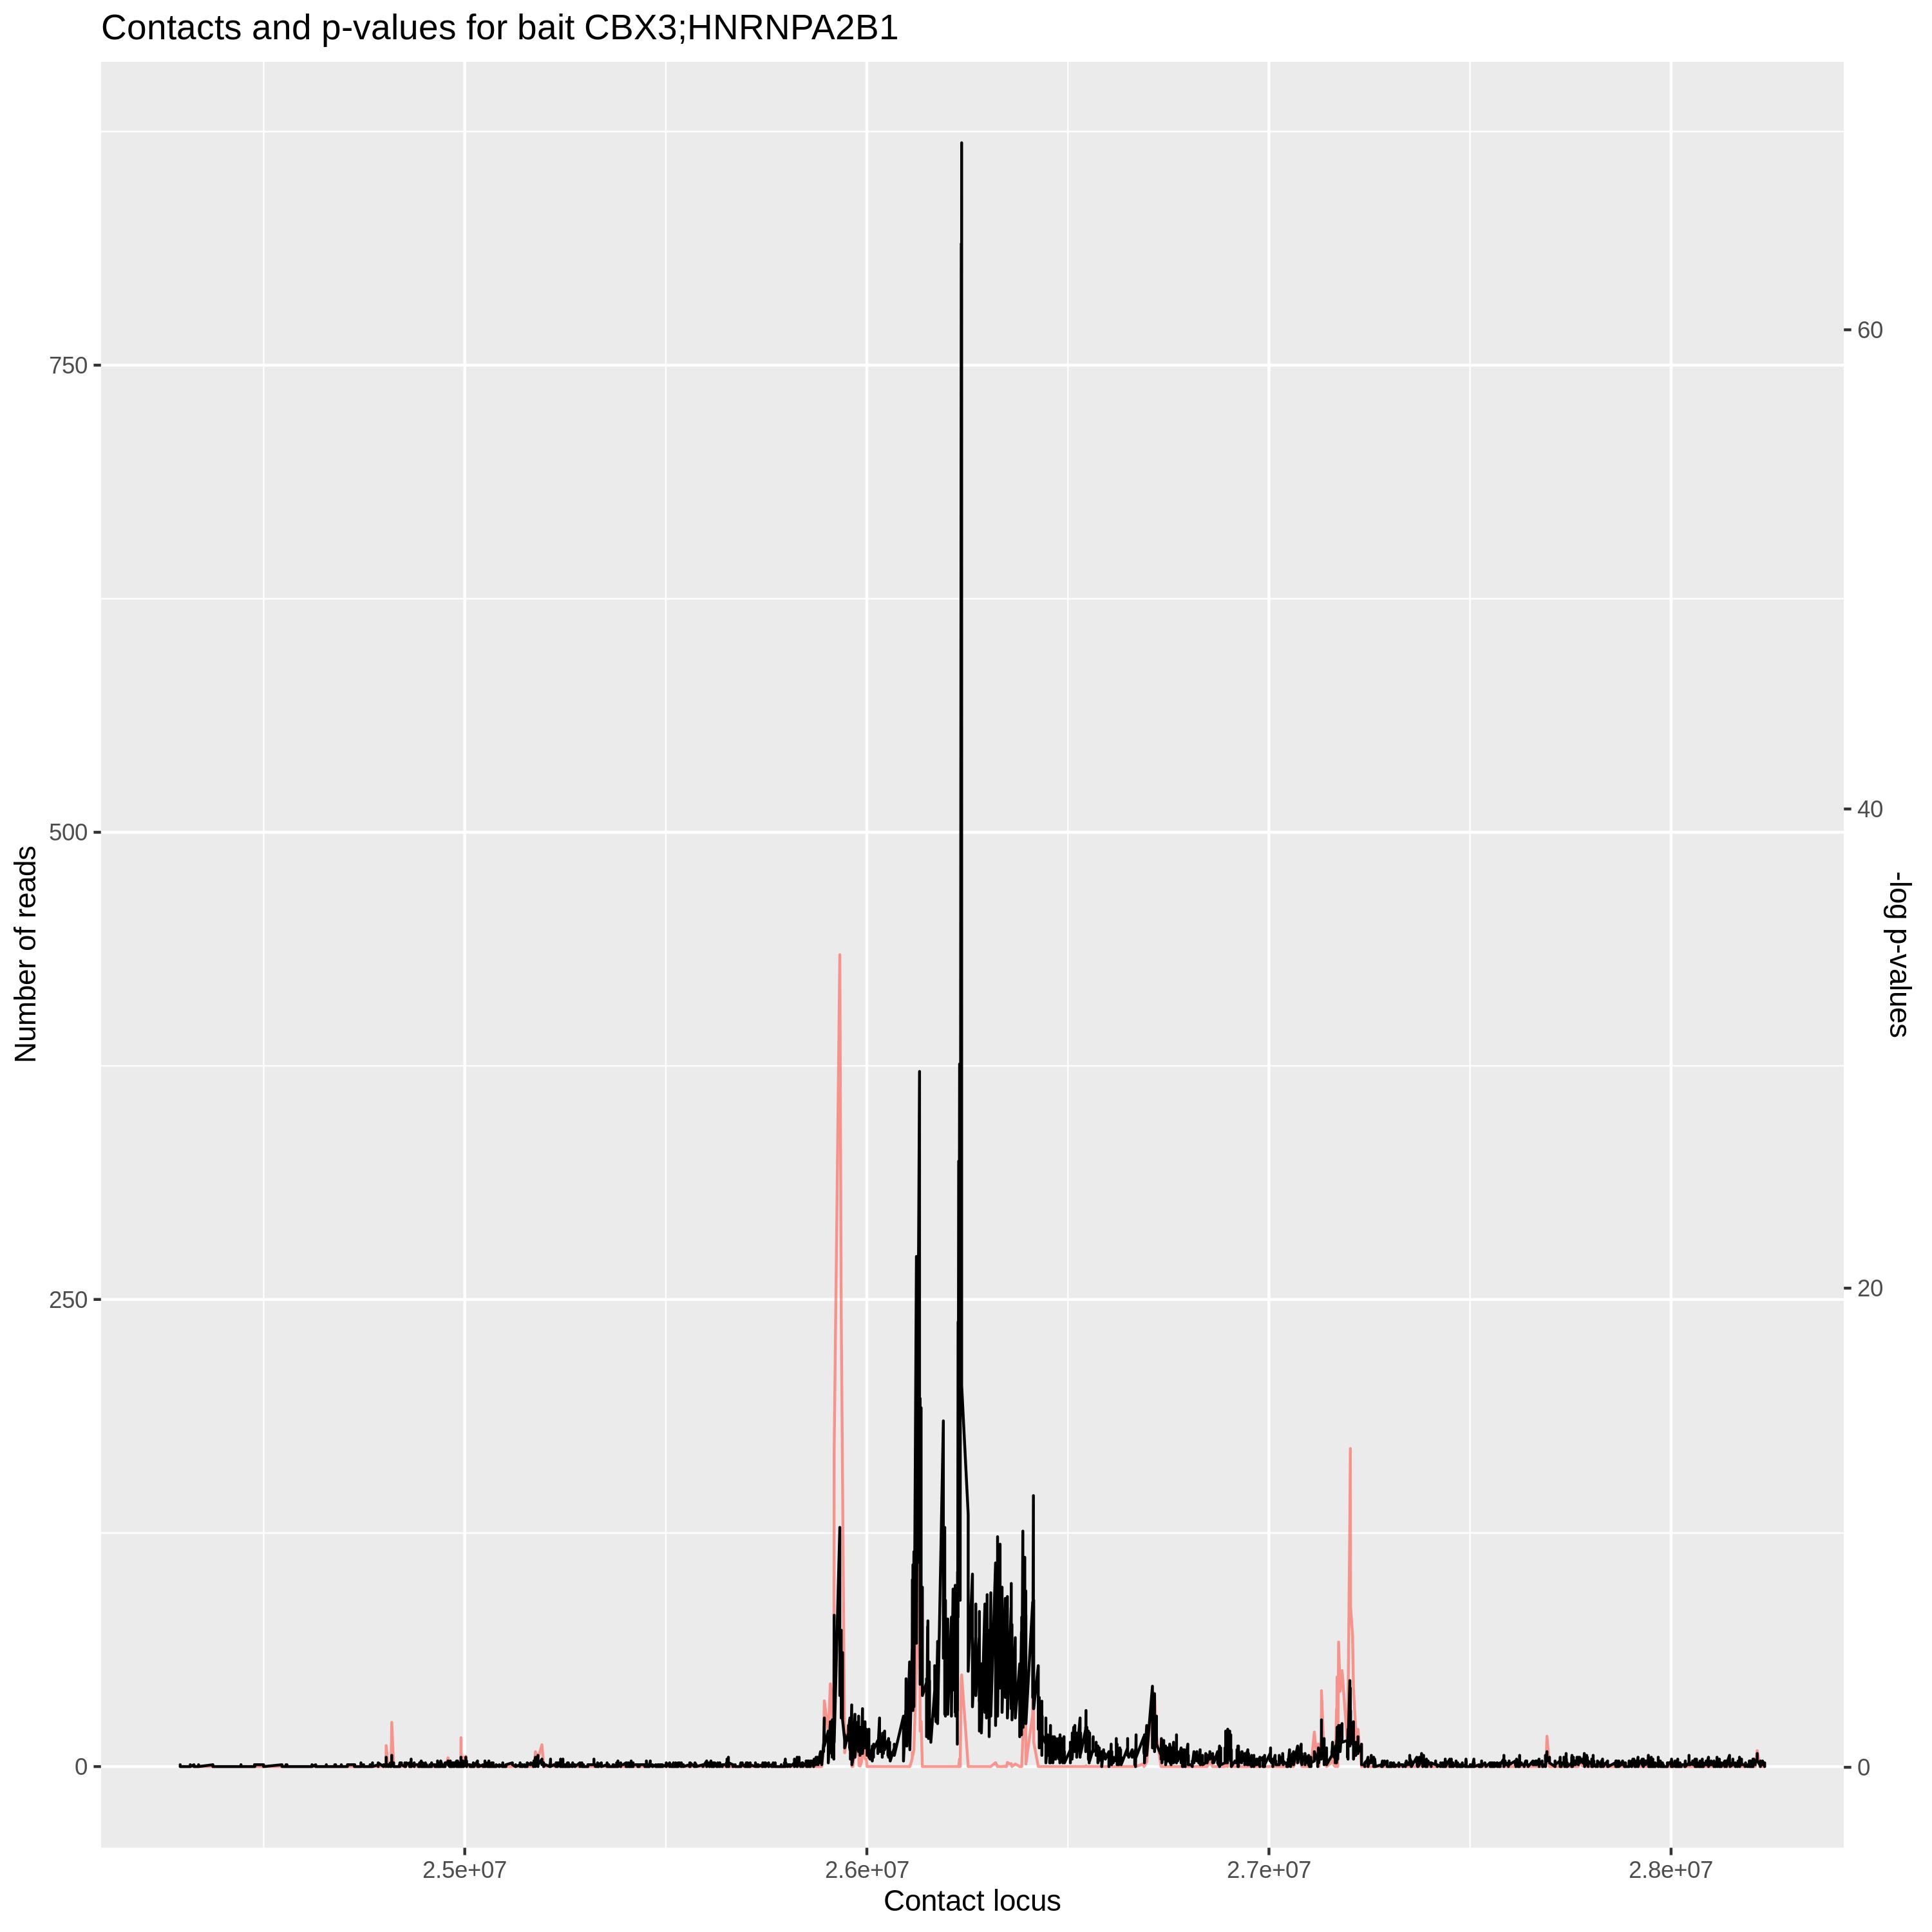 Contacts and p-values for bait CBX3;HNRNPA2B1
Number of reads
750
500
250
0
60
40
20
0
-log p-values
2.5e+07 2.6e+07 2.7e+07 2.8e+07
Contact locus